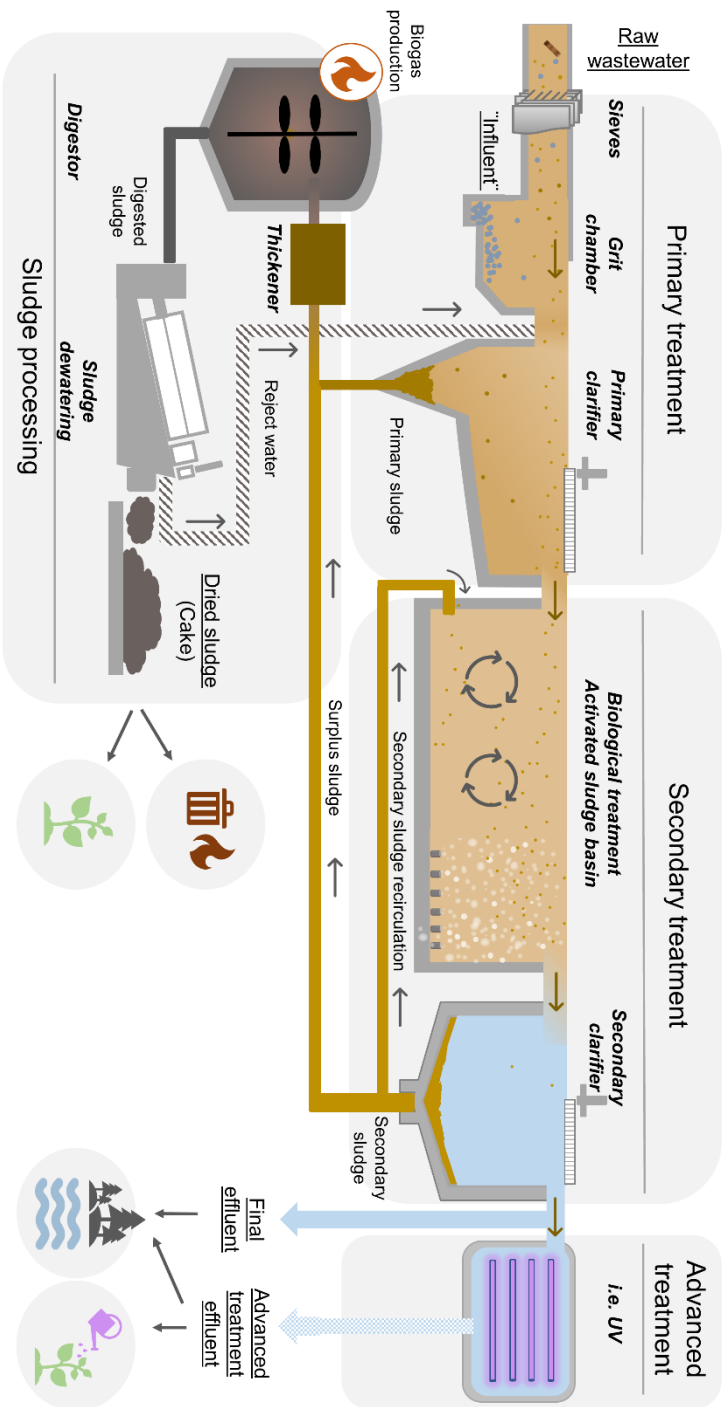 Raw
wastewater
Primary treatment
Sieves
Grit
chamber
Primary
clarifier
¨Influent¨
Primary sludge
Secondary treatment
Biological treatment
Activated sludge basin
Secondary
clarifier
Secondary sludge recirculation
Secondary
sludge
Surplus sludge
Advanced
treatment
i.e. UV
Final
effluent
Advanced
treatment
effluent
Biogas
production
Thickener
Reject water
Digested
sludge
Dried sludge
(Cake)
Digestor
Sludge
dewatering
Sludge processing